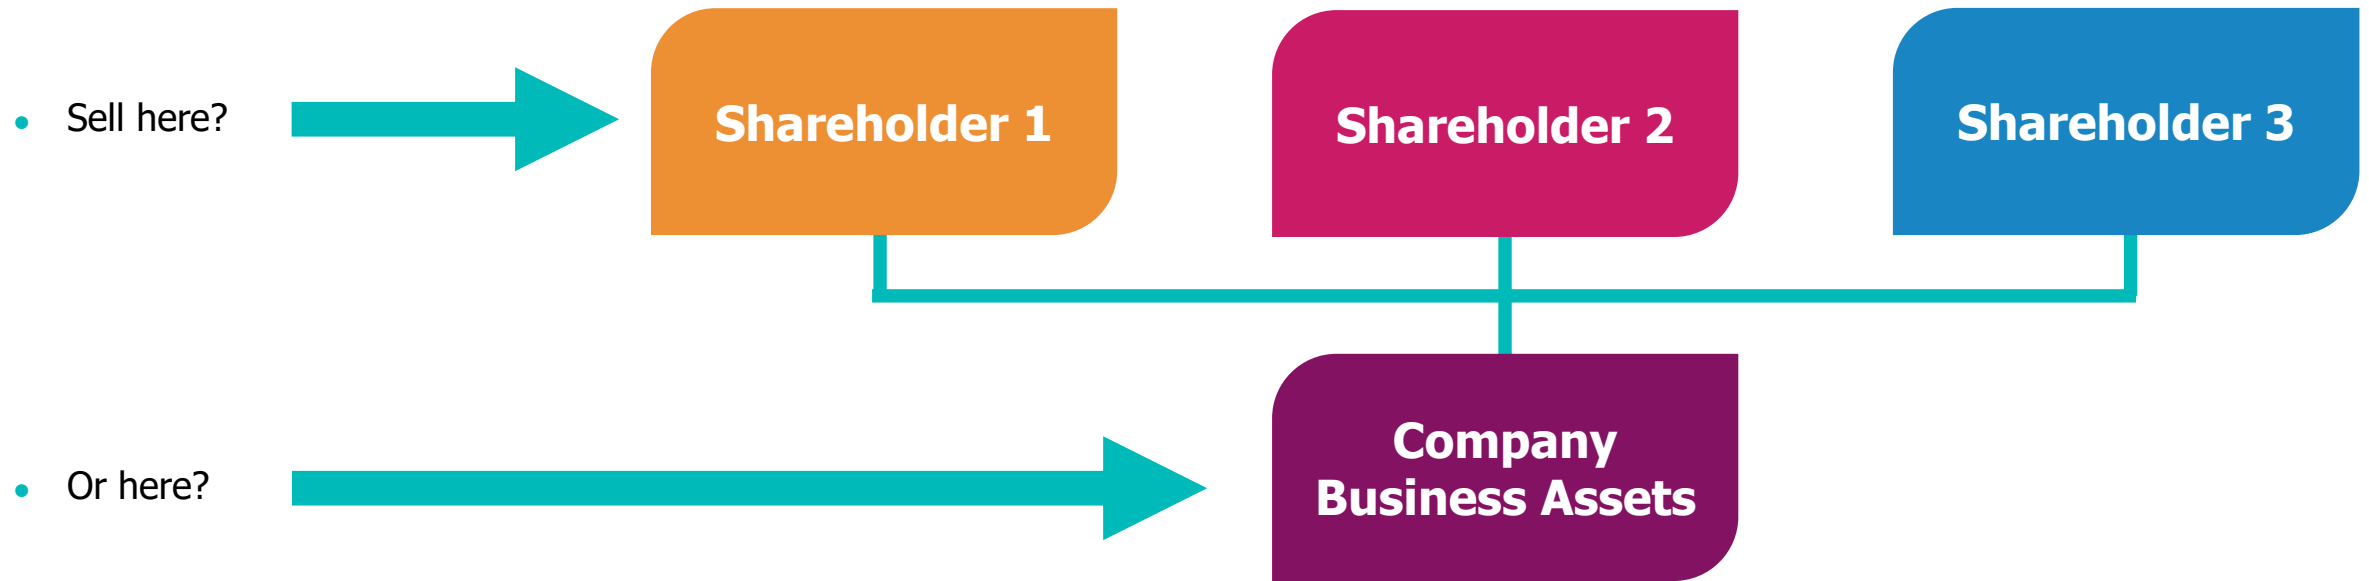 • Sell here?
Shareholder 1
Shareholder 2
Shareholder 3
• Or here?
Company
Business Assets